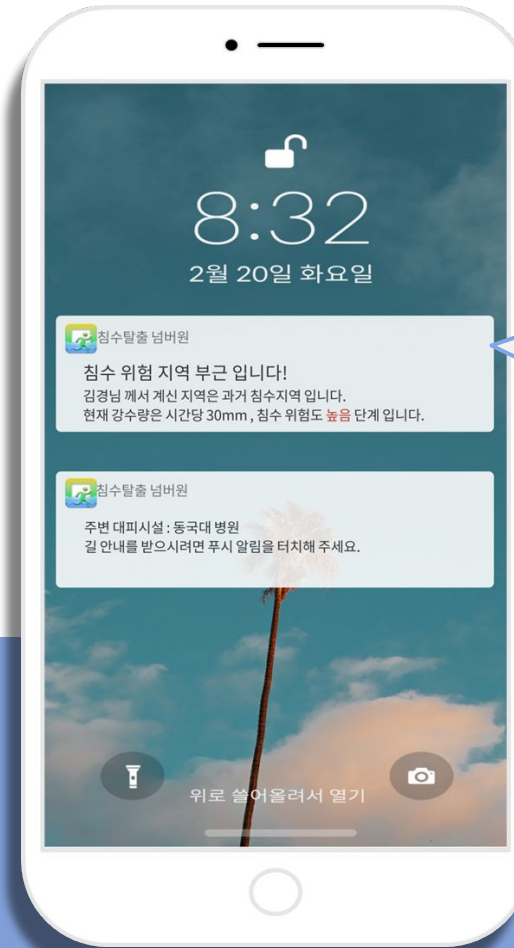 8:32
2월 20일 화요일
침수탈출 넘버원
침수 위험 지역 부근 입니다!
김경님 께서 계신 지역은 과거 침수지역 입니다.
현재 강수량은 시간당 30mm , 침수 위험도 높음 단계 입니다.
침수탈출 넘버원
주변 대피시설 : 동국대 병원
길 안내를 받으시려면 푸시 알림을 터치해 주세요.
위로 쓸어올려서 열기